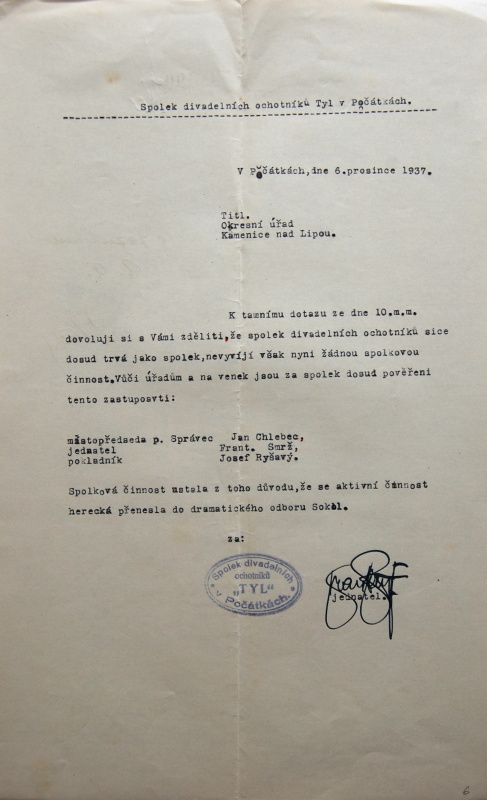 Spolek divadelních ochotníků Tyl v Počátkách.
V Počátkách,dne 6.prosince 1937.
Titl.
Okresní úřad
Kamenice nad Lipou.
K tamnímu dotazu ze dne 10.m.m.
dovoluji si s Vámi zděliti,že spolek divadelních ochotníků sice
dosud trvá jako spolek,nevyvíjí však nyni žádnou spolkovou
činnost.Vůči úřadům a na venek jsou za spolek dosud pověřeni
tento zastuposvti:
místopředseda p. Správec Jan Chlebec,
jednatel Frant. Smrž,
pokladník Josef Ryšavý.
Spolková činnost ustala z toho důvodu,že se aktivní činnost
herecká přenesla do dramatického odboru Sokol.
za:
Spolek divadelních
ochotníků
„TYL"
v Počátkách.
jednatel.
6